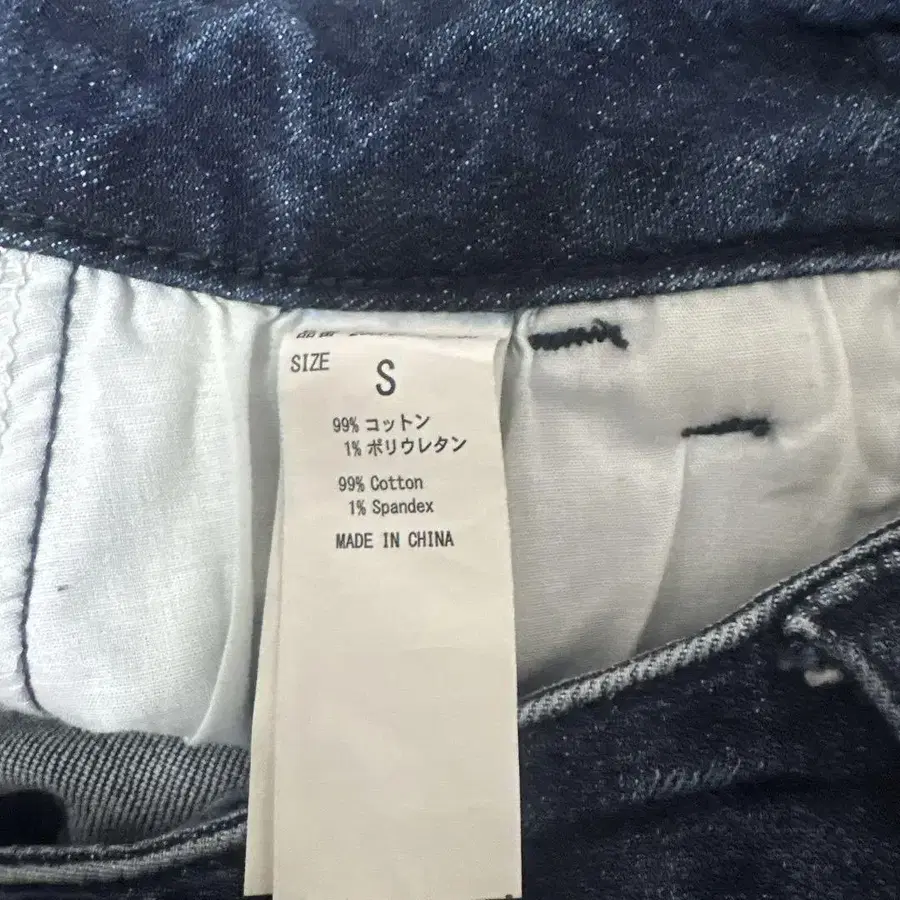 SIZE S
99% コットン
1% ポリウレタン
99% Cotton
1% Spandex
MADE IN CHINA